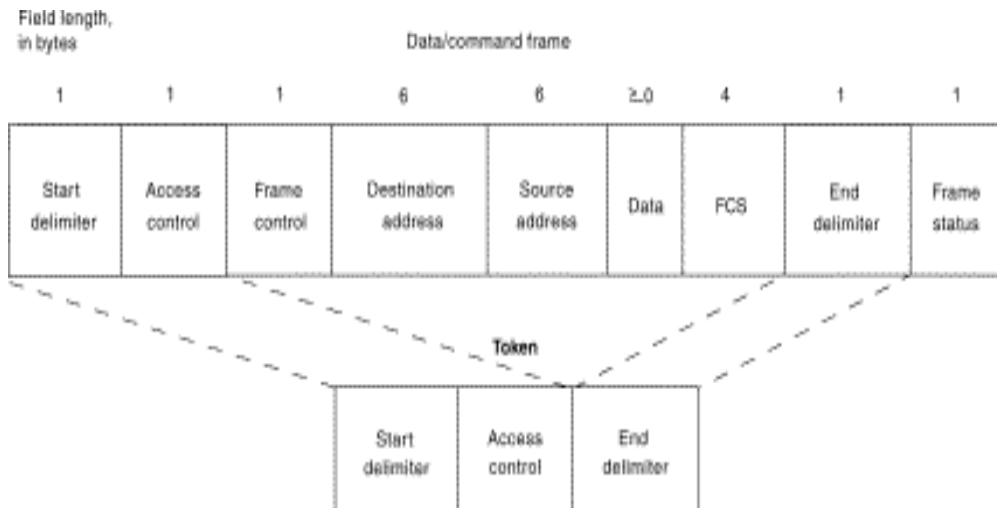 Field length,
in bytes
Data/command frame
1 1 1 6 6 ≥0 4 1 1
Start
delimiter
Access
control
Frame
control
Destination
address
Source
address
Data
FCS
End
delimiter
Frame
status
Token
Start
delimiter
Access
control
End
delimiter